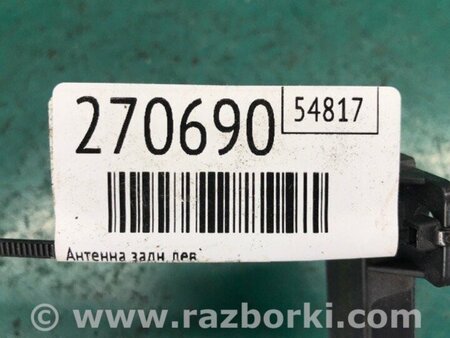 270690
54817
Антенна задн лев
www.razborki.com